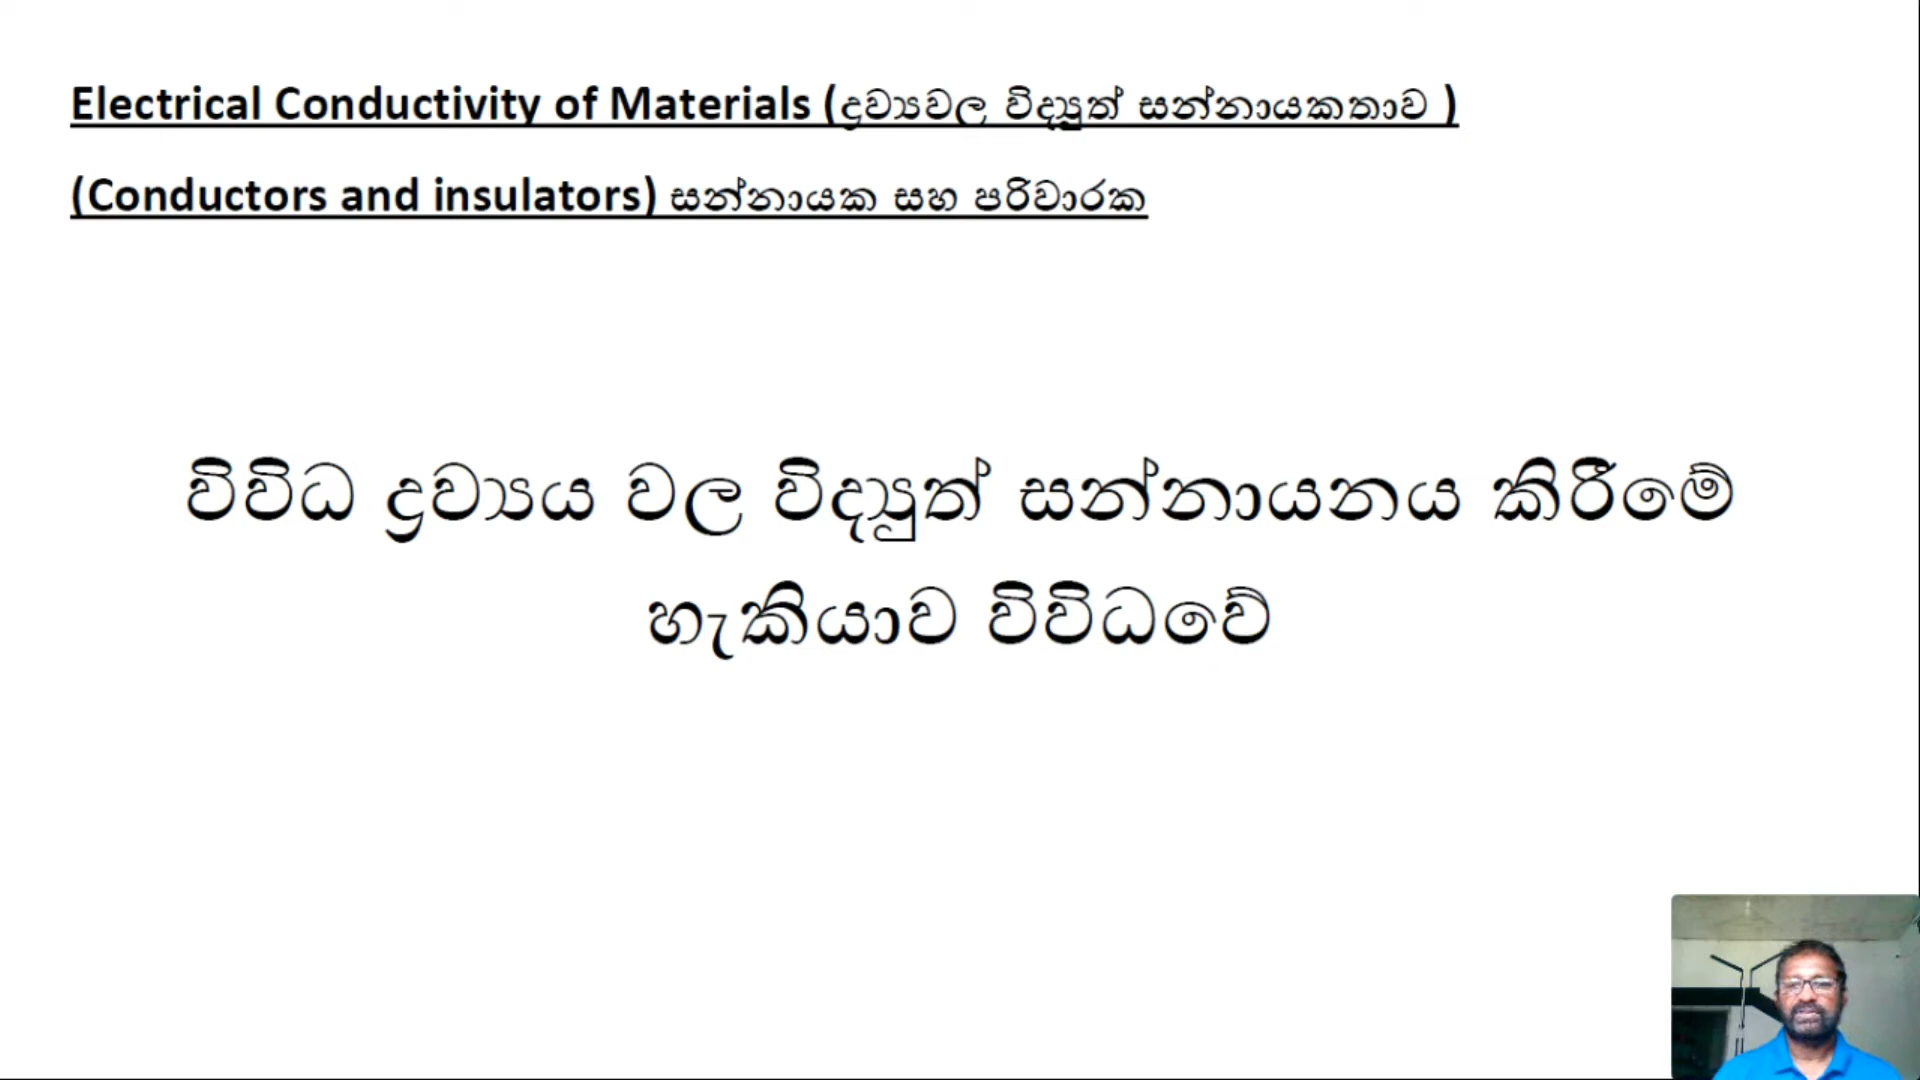 Electrical Conductivity of Materials (ද්‍රව්‍යවල විද්‍යුත් සන්නායකතාව )
(Conductors and insulators) සන්නායක සහ පරිවාරක
විවිධ ද්‍රව්‍යය වල විද්‍යුත් සන්නායනය කිරීමේ
හැකියාව විවිධවේ